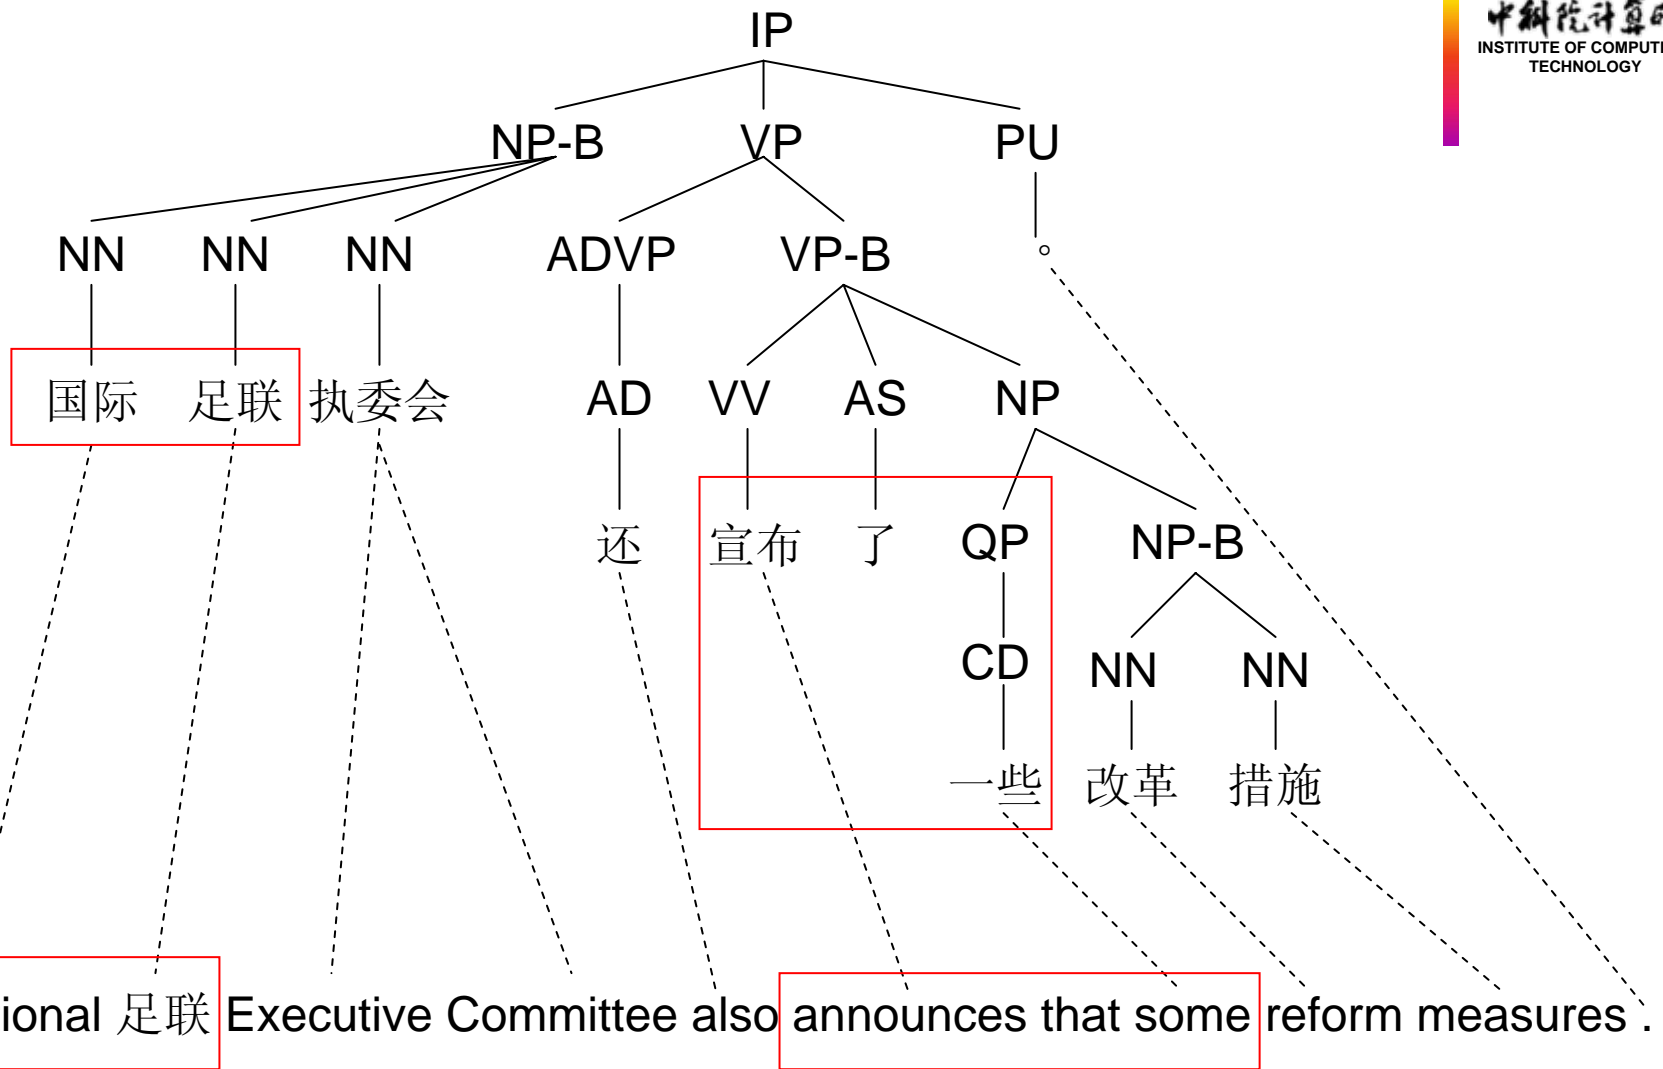 IP
INSTITUTE OF COMPUTI
TECHNOLOGY
NP-B VP PU
NN NN NN ADVP VP-B 。
国际 足联 执委会 AD VV AS NP
还 宣布 了 QP NP-B
CD NN NN
一些 改革 措施
ional 足联 Executive Committee also announces that some reform measures .